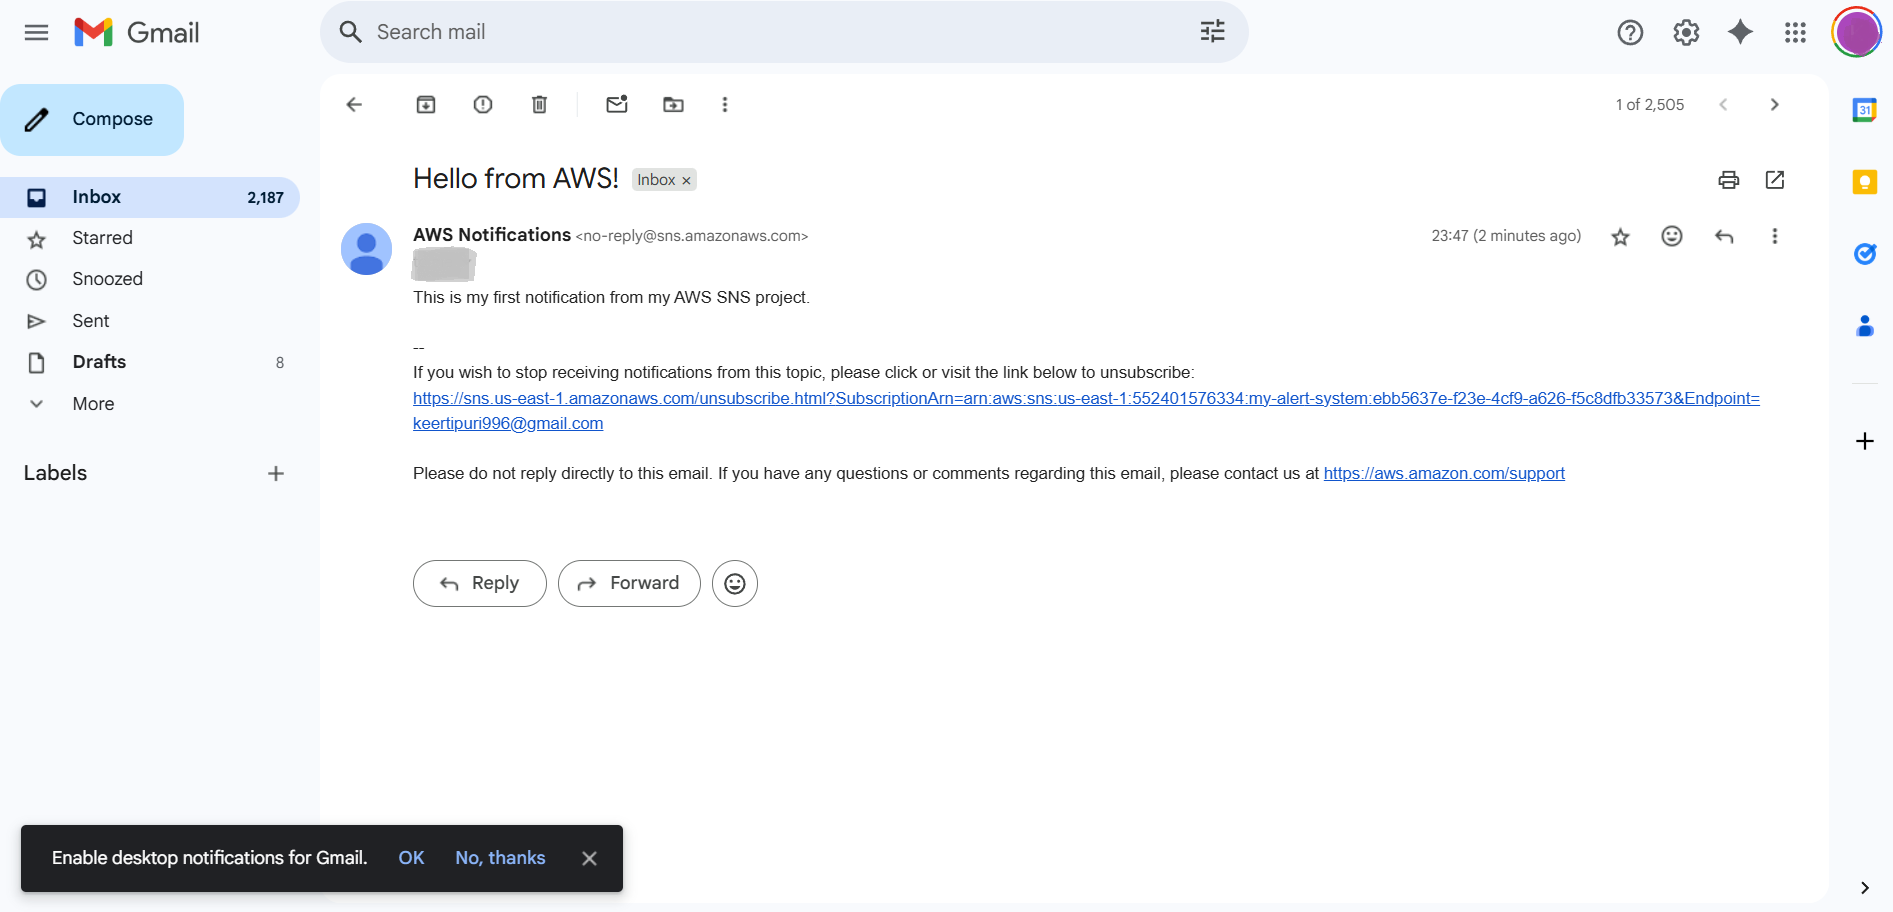 Gmail
Search mail
Compose
1 of 2,505
Inbox 2,187
Starred
Snoozed
Sent
Drafts 8
More
Labels
Hello from AWS! Inbox ×
AWS Notifications <no-reply@sns.amazonaws.com> 23:47 (2 minutes ago)
This is my first notification from my AWS SNS project.
--
If you wish to stop receiving notifications from this topic, please click or visit the link below to unsubscribe:
https://sns.us-east-1.amazonaws.com/unsubscribe.html?SubscriptionArn=arn:aws:sns:us-east-1:552401576334:my-alert-system:ebb5637e-f23e-4cf9-a626-f5c8dfb33573&Endpoint=
keertipuri996@gmail.com
Please do not reply directly to this email. If you have any questions or comments regarding this email, please contact us at https://aws.amazon.com/support
Reply
Forward
Enable desktop notifications for Gmail. OK No, thanks
31